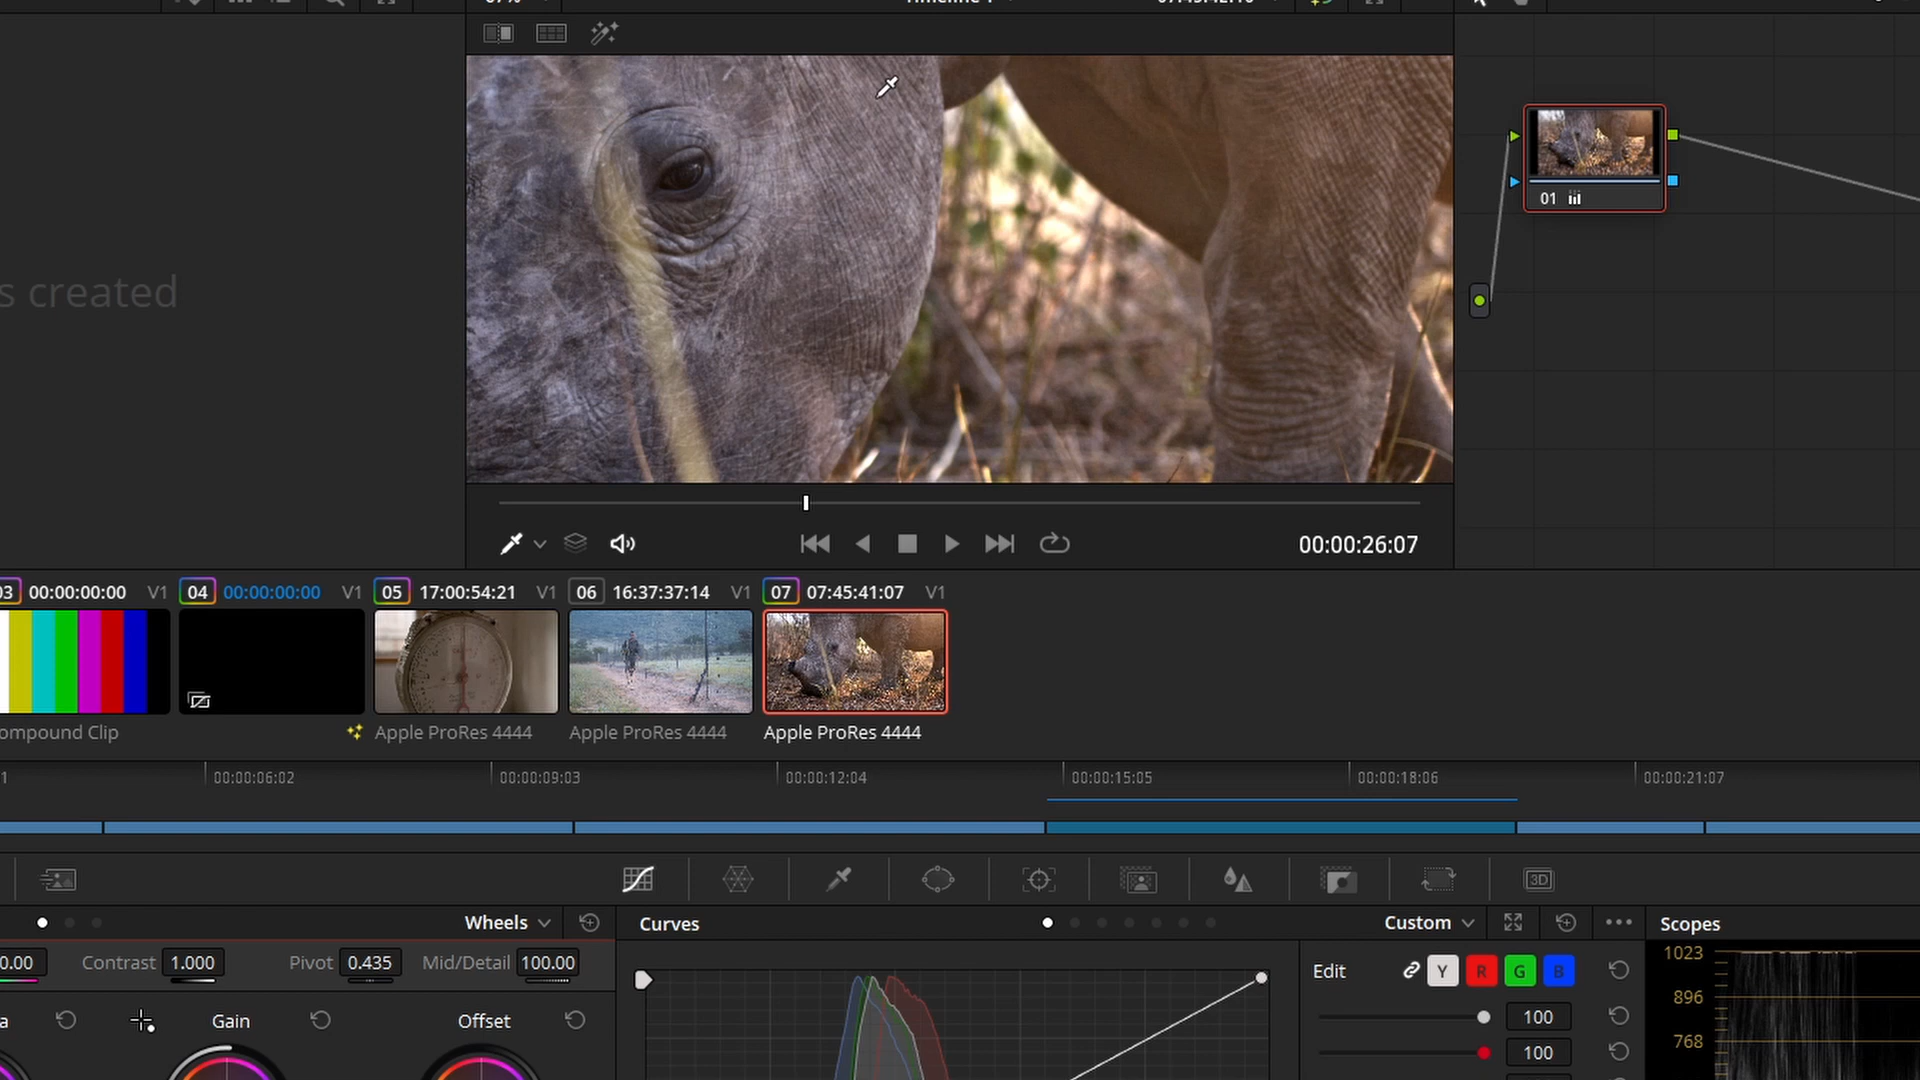 s created
01
00:00:26:07
03 00:00:00:00 V1 04 00:00:00:00 V1 05 17:00:54:21 V1 06 16:37:37:14 V1 07 07:45:41:07 V1
ompound Clip Apple ProRes 4444 Apple ProRes 4444 Apple ProRes 4444
1 00:00:06:02 00:00:09:03 00:00:12:04 00:00:15:05 00:00:18:06 00:00:21:07
3D
Wheels Curves Custom Scopes
0.00 Contrast 1.000 Pivot 0.435 Mid/Detail 100.00 Edit Y R G B 1023
896
a Gain Offset 100
768
100